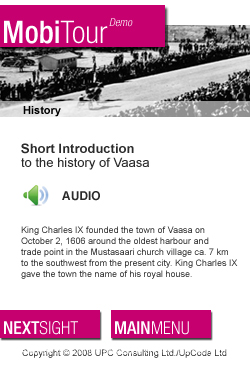 MobiTour Demo
History
Short Introduction
to the history of Vaasa
AUDIO
King Charles IX founded the town of Vaasa on
October 2, 1606 around the oldest harbour and
trade point in the Mustasaari church village ca. 7 km
to the southwest from the present city. King Charles IX
gave the town the name of his royal house.
NEXTSIGHT
MAINMENU
Copyright © 2008 UPC Consulting Ltd./UpCode Ltd